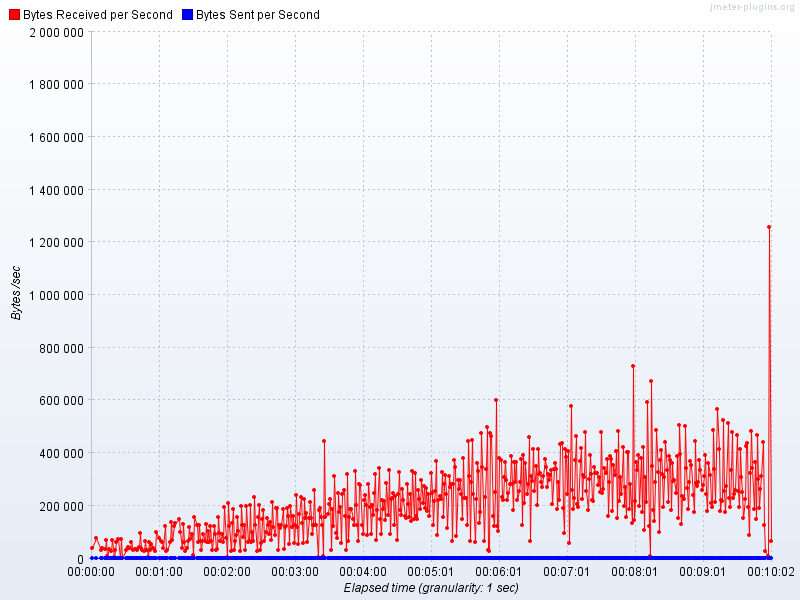 jmeter-plugins.org
Bytes Received per Second Bytes Sent per Second
2 000 000
1 800 000
1 600 000
1 400 000
1 200 000
1 000 000
800 000
600 000
400 000
200 000
0
Bytes /sec
00:00:00 00:01:00 00:02:00 00:03:00 00:04:00 00:05:01 00:06:01 00:07:01 00:08:01 00:09:01 00:10:02
Elapsed time (granularity: 1 sec)